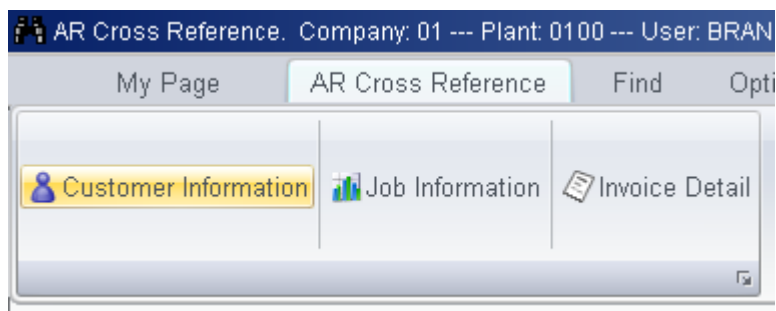 AR Cross Reference. Company: 01 --- Plant: 0100 --- User: BRAN
My Page AR Cross Reference Find Opti
Customer Information Job Information Invoice Detail